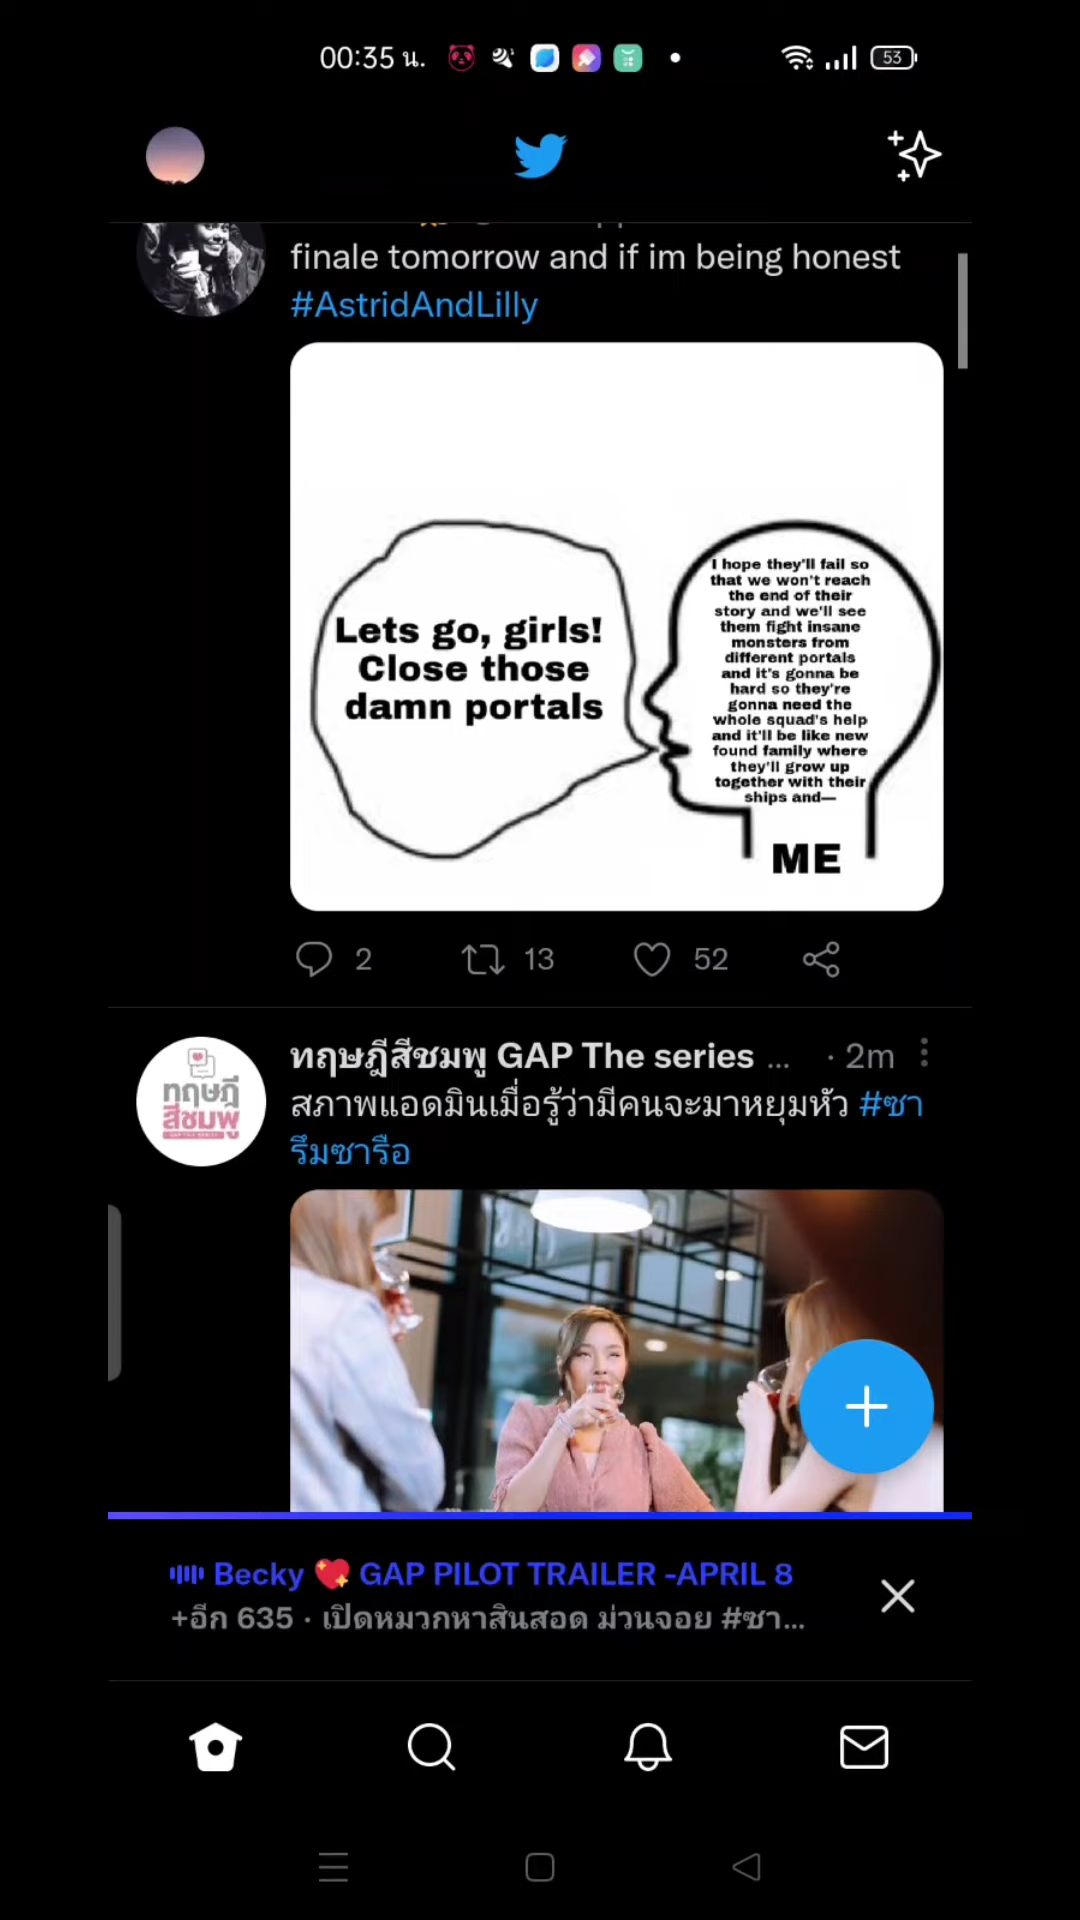 00:35 น.
53
finale tomorrow and if im being honest
#AstridAndLilly
Lets go, girls!
Close those
damn portals
I hope they'll fail so
that we won't reach
the end of their
story and we'll see
them fight insane
monsters from
different portals
and it's gonna be
hard so they're
gonna need the
whole squad's help
and it'll be like new
found family where
they'll grow up
together with their
ships and—
ME
2 13 52
ทฤษฎีสีชมพู GAP The series ... · 2m
ทฤษฎี
สีชมพู
GAP THE SERIES
สภาพแอดมินเมื่อรู้ว่ามีคนจะมาหยุมหัว #ซา
รึมซารือ
Becky 💖 GAP PILOT TRAILER -APRIL 8
+อีก 635 · เปิดหมวกหาสินสอด ม่วนจอย #ซา...